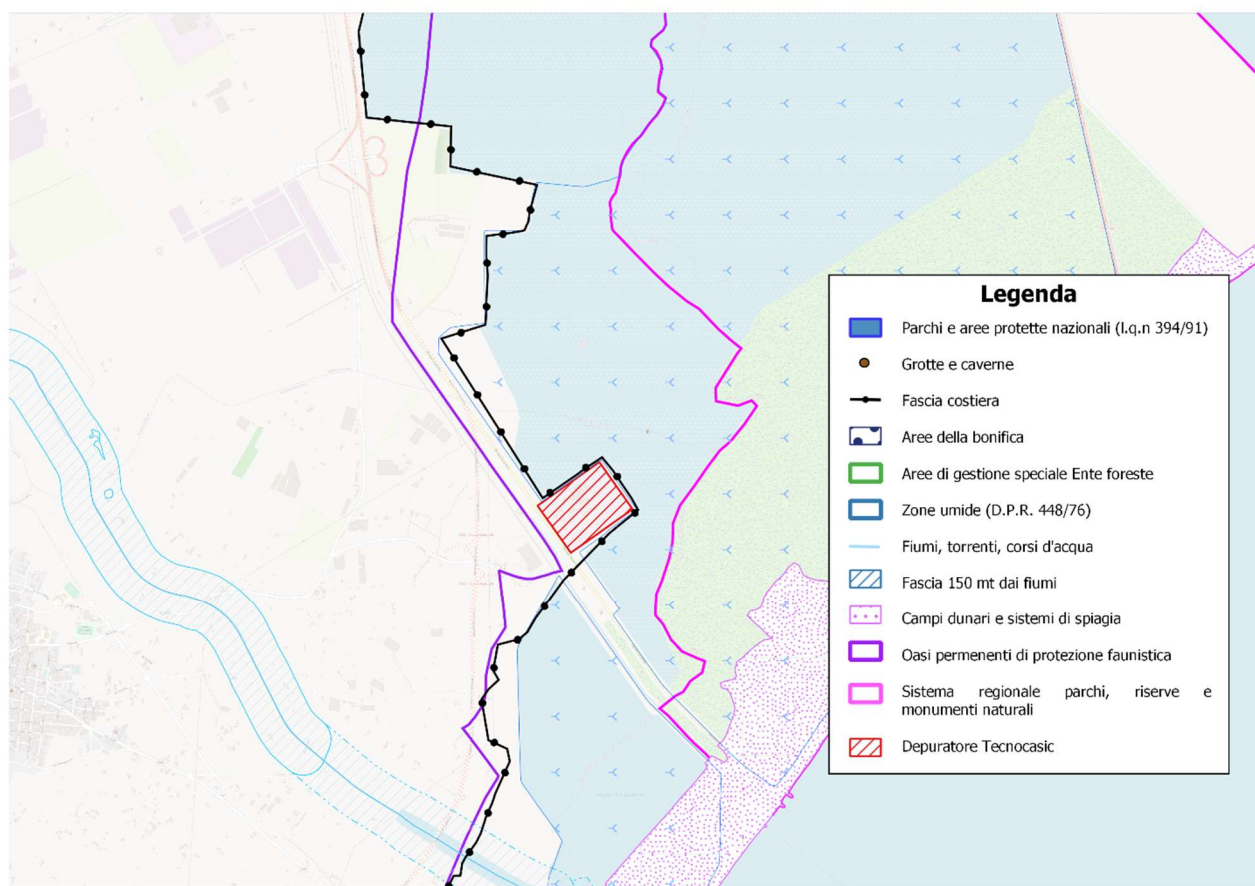 Legenda
Parchi e aree protette nazionali (l.q.n 394/91)
Grotte e caverne
Fascia costiera
Aree della bonifica
Aree di gestione speciale Ente foreste
Zone umide (D.P.R. 448/76)
Fiumi, torrenti, corsi d'acqua
Fascia 150 mt dai fiumi
Campi dunari e sistemi di spiagia
Oasi permenenti di protezione faunistica
Sistema regionale parchi, riserve e
monumenti naturali
Depuratore Tecnocasic